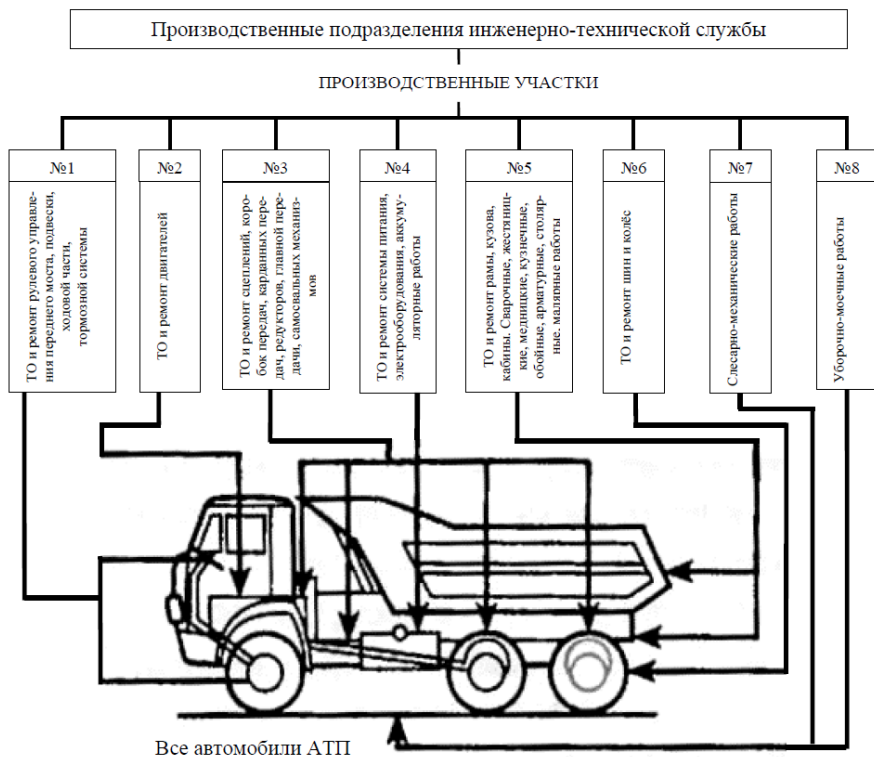 Производственные подразделения инженерно-технической службы
ПРОИЗВОДСТВЕННЫЕ УЧАСТКИ
№1
ТО и ремонт рулевого управле-
ния переднего моста, подвески,
ходовой части,
тормозной системы
№2
ТО и ремонт двигателей
№3
ТО и ремонт сцеплений, коро-
бок передач, карданных пере-
дач, редукторов, главной пере-
дачи, самосвальных механиз-
мов
№4
ТО и ремонт системы питания,
электрооборудования, аккуму-
ляторные работы
№5
ТО и ремонт рамы, кузова,
кабины. Сварочные, жестяниц-
кие, медницкие, кузнечные,
обойные, арматурные, столяр-
ные, малярные работы
№6
ТО и ремонт шин и колёс
№7
Слесарно-механические работы
№8
Уборочно-моечные работы
Все автомобили АТП